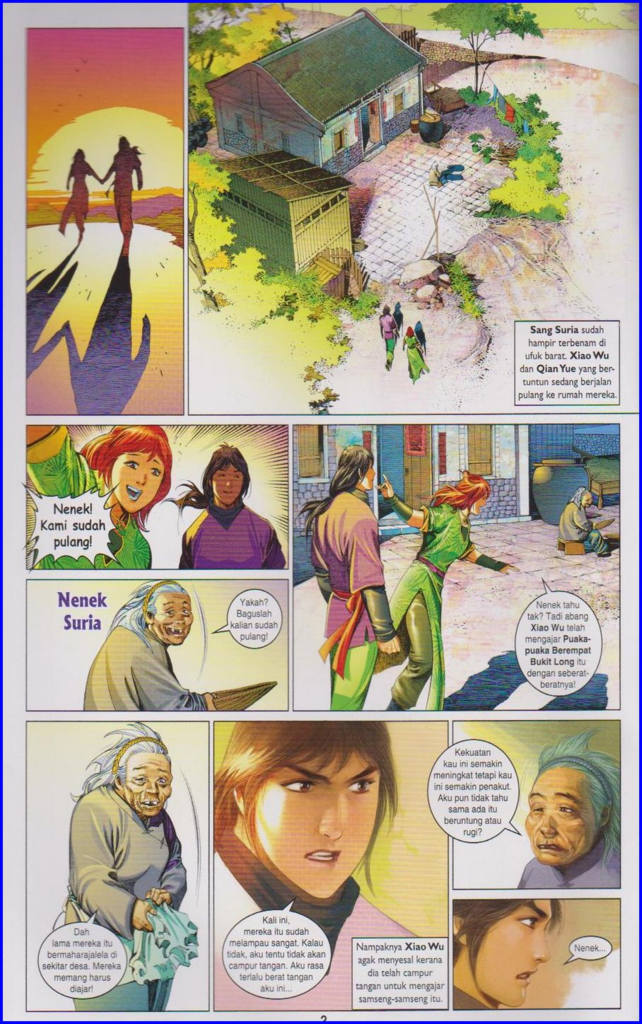 Sang Suria sudah
hampir terbenam di
ufuk barat. Xiao Wu
dan Qian Yue yang ber-
tuntun sedang berjalan
pulang ke rumah mereka.
Nenek!
Kami sudah
pulang!
Nenek tahu
tak? Tadi abang
Xiao Wu telah
mengajar Puaka-
puaka Berempat
Bukit Long itu
dengan seberat-
beratnya!
Nenek
Suria
Yakah?
Baguslah
kalian sudah
pulang!
Dah
lama mereka itu
bermaharajalela di
sekitar desa. Mereka
memang harus
diajar!
Kali ini,
mereka itu sudah
melampau sangat. Kalau
tidak, aku tentu tidak akan
campur tangan. Aku rasa
terlalu berat tangan
aku ini...
Nampaknya Xiao Wu
agak menyesal kerana
dia telah campur
tangan untuk mengajar
samseng-samseng itu.
Kekuatan
kau ini semakin
meningkat tetapi kau
ini semakin penakut.
Aku pun tidak tahu
sama ada itu
beruntung atau
rugi?
Nenek...